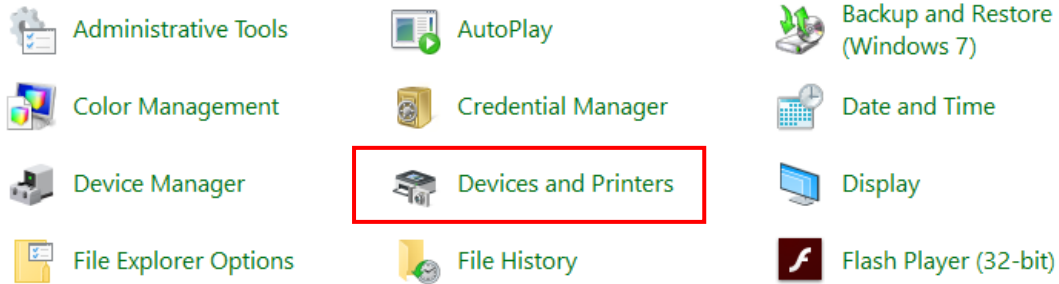 Administrative Tools
AutoPlay
Backup and Restore
(Windows 7)
Color Management
Credential Manager
Date and Time
Device Manager
Devices and Printers
Display
File Explorer Options
File History
Flash Player (32-bit)